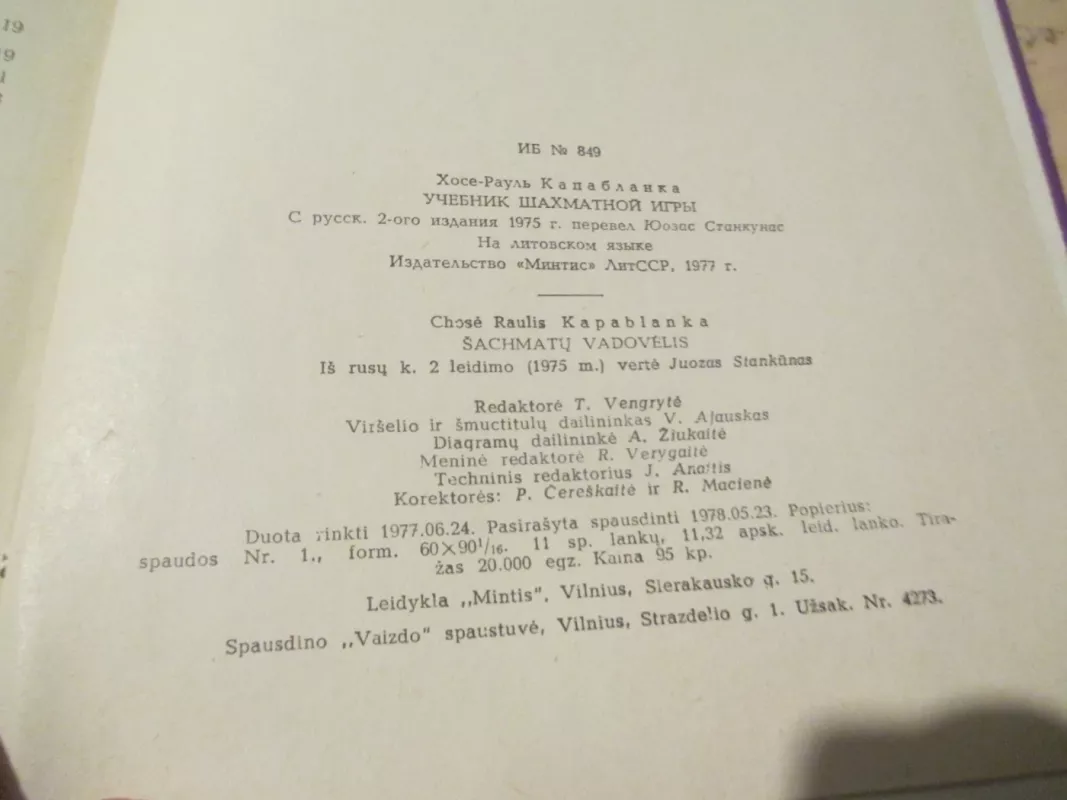 19
9
ИБ № 849
Хосе-Рауль Капабланка
УЧЕБНИК ШАХМАТНОЙ ИГРЫ
С русск. 2-ого издания 1975 г. перевел Юозас Станкунас
На литовском языке
Издательство «Минтис» ЛитССР, 1977 г.
Chosė Raulis Kapablanka
ŠACHMATŲ VADOVĖLIS
Iš rusų k. 2 leidimo (1975 m.) vertė Juozas Stankūnas
Redaktorė T. Vengrytė
Viršelio ir šmuctitulų dailininkas V. Ajauskas
Diagramų dailininkė A. Žiukaitė
Meninė redaktorė R. Verygaitė
Techninis redaktorius J. Anaitis
Korektorės: P. Čereškaitė ir R. Macienė
Duota rinkti 1977.06.24. Pasirašyta spausdinti 1978.05.23. Popierius:
spaudos Nr. 1., form. 60×90¹/₁₆. 11 sp. lankų, 11,32 apsk. leid. lanko. Tira-
žas 20.000 egz. Kaina 95 kp.
Leidykla „Mintis", Vilnius, Sierakausko g. 15.
Spausdino „Vaizdo" spaustuvė, Vilnius, Strazdelio g. 1. Užsak. Nr. 4273.